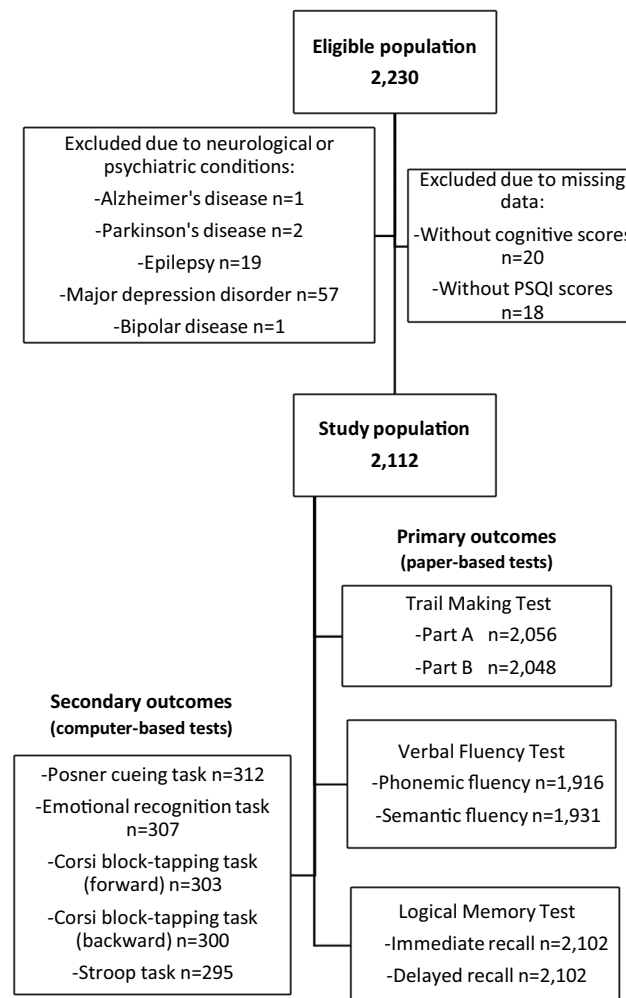 Eligible population
2,230
Excluded due to neurological or
psychiatric conditions:
-Alzheimer's disease n=1
-Parkinson's disease n=2
-Epilepsy n=19
-Major depression disorder n=57
-Bipolar disease n=1
Excluded due to missing
data:
-Without cognitive scores
n=20
-Without PSQI scores
n=18
Study population
2,112
Primary outcomes
(paper-based tests)
Trail Making Test
-Part A n=2,056
-Part B n=2,048
Secondary outcomes
(computer-based tests)
-Posner cueing task n=312
-Emotional recognition task
n=307
-Corsi block-tapping task
(forward) n=303
-Corsi block-tapping task
(backward) n=300
-Stroop task n=295
Verbal Fluency Test
-Phonemic fluency n=1,916
-Semantic fluency n=1,931
Logical Memory Test
-Immediate recall n=2,102
-Delayed recall n=2,102